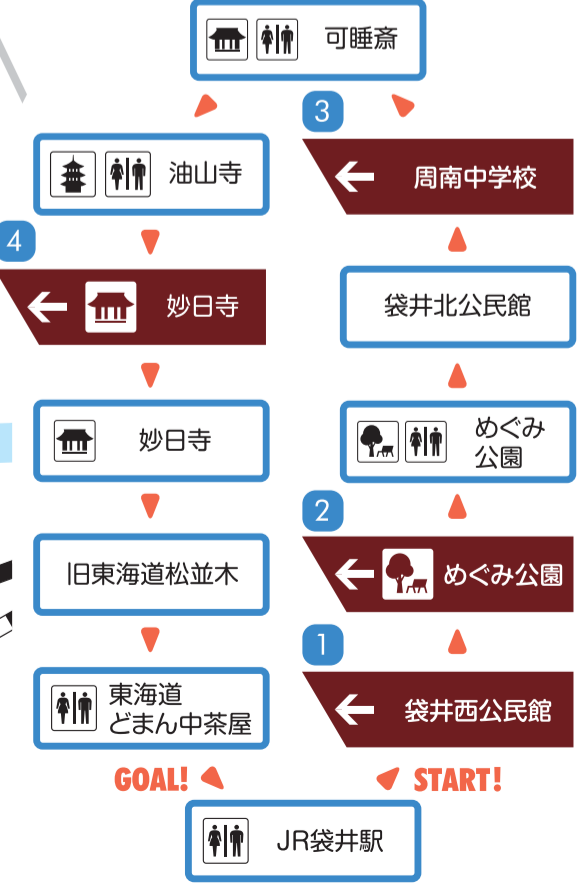 可睡斎
3
油山寺
周南中学校
4
妙日寺
袋井北公民館
妙日寺
めぐみ
公園
2
旧東海道松並木
めぐみ公園
1
東海道
どまん中茶屋
袋井西公民館
GOAL!
START!
JR袋井駅